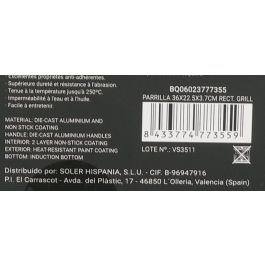 Excellentes propriétés anti-adhérentes.
- Supérieure dureté et résistance à l'abrasion.
- Tenue à la température jusqu'à 250ºC.
- Imperméabilité à l'eau et à l'huile.
- Facile à entretenir.
MATERIAL: DIE-CAST ALUMINIUM AND
NON STICK COATING
HANDLE: DIE-CAST ALUMINIUM HANDLES
INTERIOR: 2 LAYER NON-STICK COATING
EXTERIOR: HEAT-RESISTANT PAINT COATING
BOTTOM: INDUCTION BOTTOM
BQ06023777355
PARRILLA 36X22.5X3.7CM RECT. GRILL
8 433774 773559
LOTE Nº.: VS3511
Distribuido por: SOLER HISPANIA, S.L.U. - CIF. B-96947916
P.I. El Carrascot - Avda. del Plàstic, 17 - 46850 L'Olleria, Valencia (Spain)